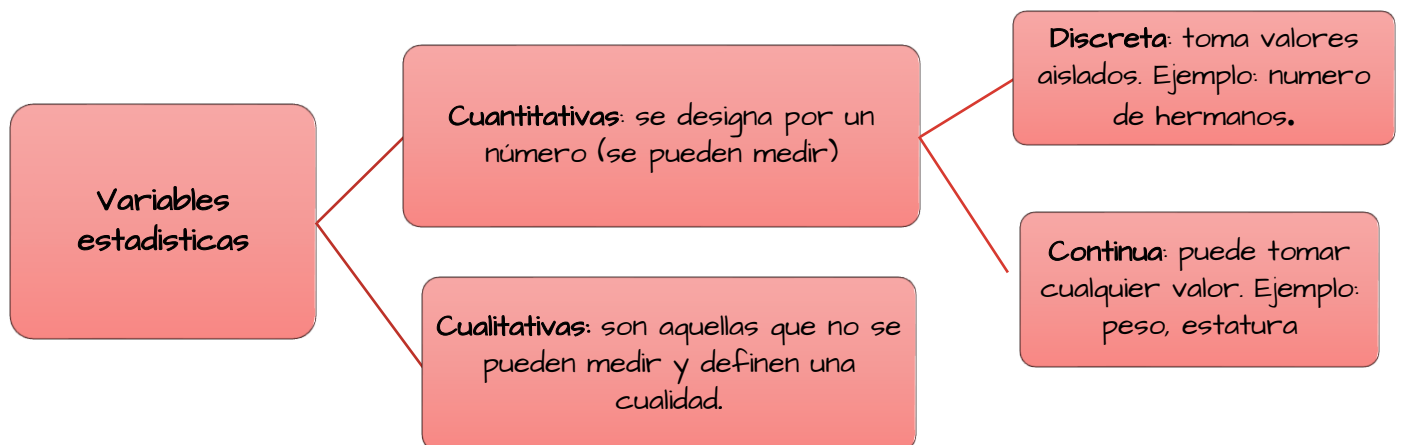 Variables
estadisticas
Cuantitativas: se designa por un
número (se pueden medir)
Cualitativas: son aquellas que no se
pueden medir y definen una
cualidad.
Discreta: toma valores
aislados. Ejemplo: numero
de hermanos.
Continua: puede tomar
cualquier valor. Ejemplo:
peso, estatura